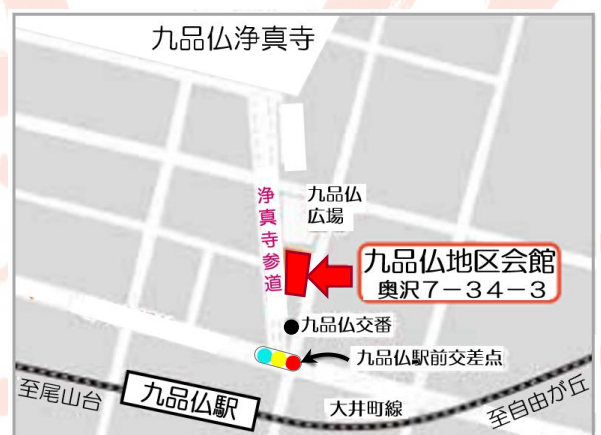 九品仏浄真寺
浄真寺参道
九品仏
広場
九品仏地区会館
奥沢7-34-3
九品仏交番
九品仏駅前交差点
至尾山台
九品仏駅
大井町線
至自由が丘